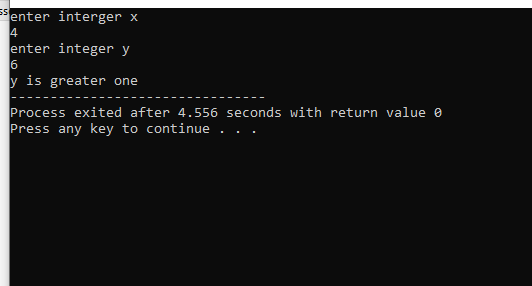 ss
enter interger x
4
enter integer y
6
y is greater one
--------------------------------
Process exited after 4.556 seconds with return value 0
Press any key to continue . . .